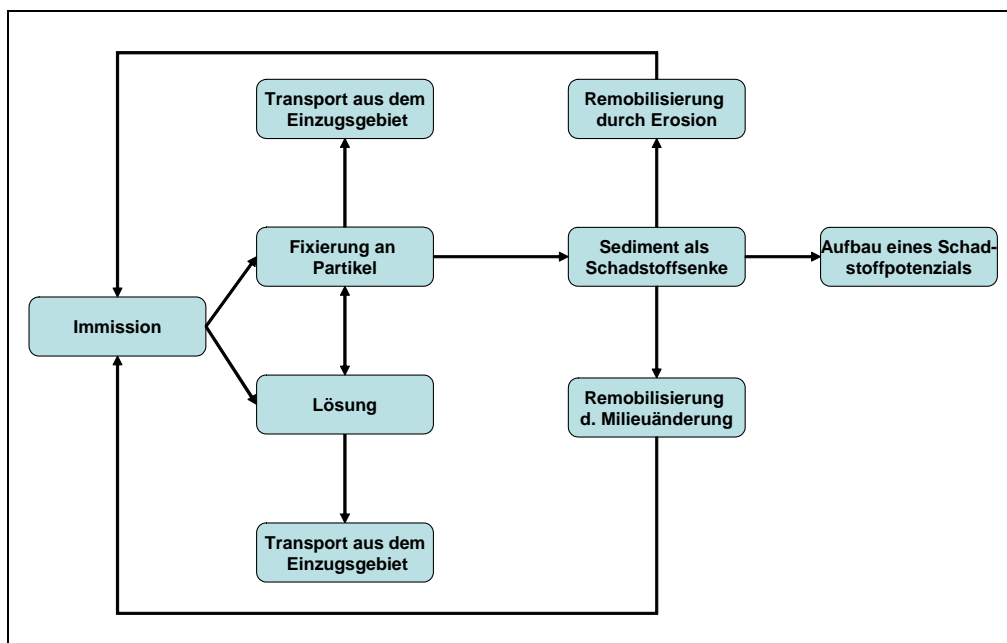 Transport aus dem
Einzugsgebiet
Remobilisierung
durch Erosion
Fixierung an
Partikel
Sediment als
Schadstoffsenke
Aufbau eines Schad-
stoffpotenzials
Immission
Lösung
Remobilisierung
d. Milieuänderung
Transport aus dem
Einzugsgebiet